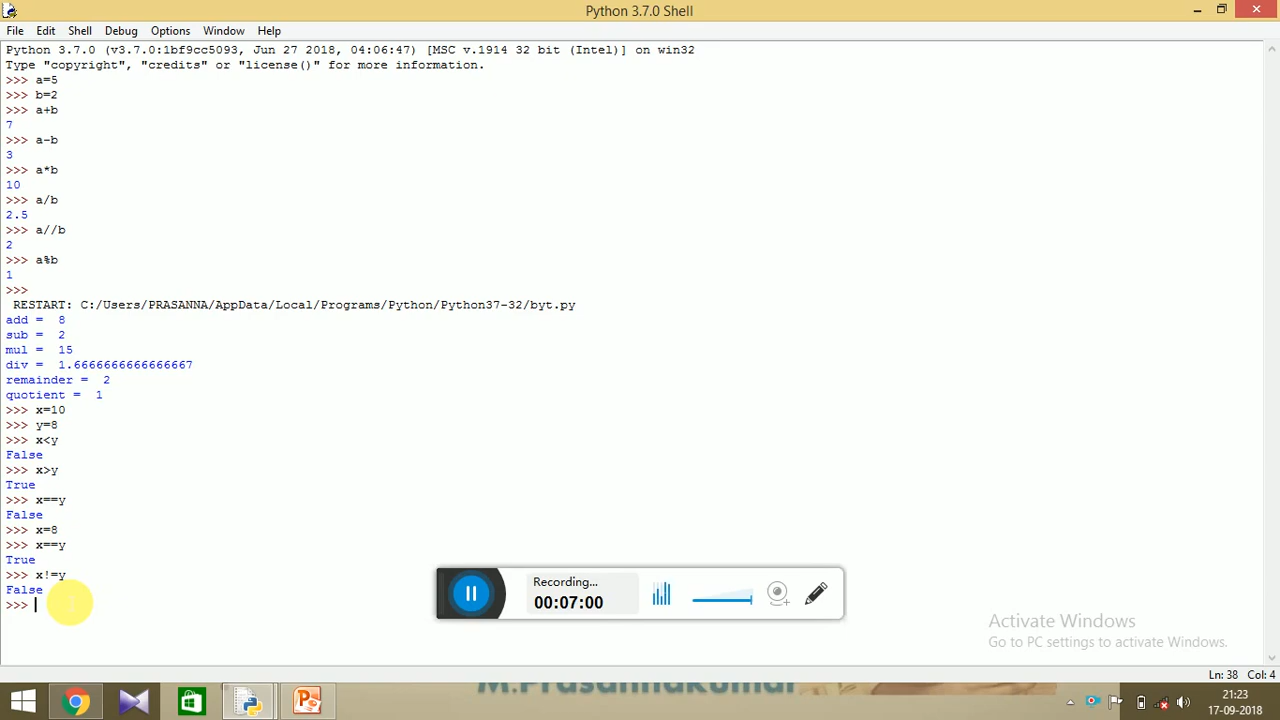 Python 3.7.0 Shell
File Edit Shell Debug Options Window Help
Python 3.7.0 (v3.7.0:1bf9cc5093, Jun 27 2018, 04:06:47) [MSC v.1914 32 bit (Intel)] on win32
Type "copyright", "credits" or "license()" for more information.
>>> a=5
>>> b=2
>>> a+b
7
>>> a-b
3
>>> a*b
10
>>> a/b
2.5
>>> a//b
2
>>> a%b
1
>>>
RESTART: C:/Users/PRASANNA/AppData/Local/Programs/Python/Python37-32/byt.py
add =  8
sub =  2
mul =  15
div =  1.6666666666666667
remainder =  2
quotient =  1
>>> x=10
>>> y=8
>>> x<y
False
>>> x>y
True
>>> x==y
False
>>> x=8
>>> x==y
True
>>> x!=y
False
>>>
Recording...
00:07:00
Activate Windows
Go to PC settings to activate Windows.
Ln: 38 Col: 4
M.Prasannakumar
21:23
17-09-2018